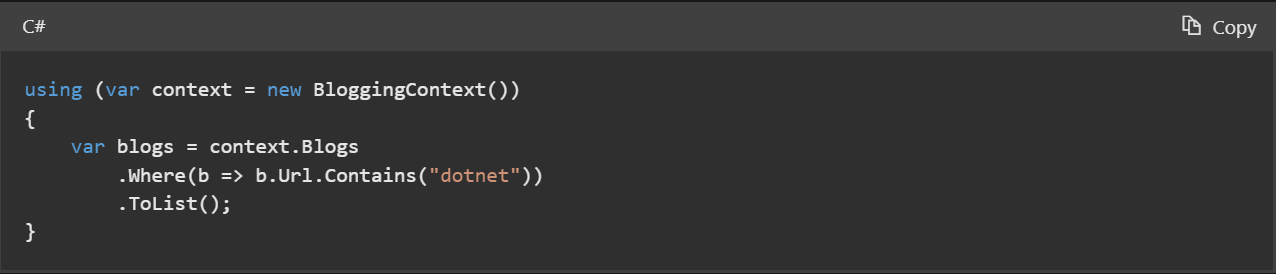 C#
Copy
using (var context = new BloggingContext())
{
    var blogs = context.Blogs
        .Where(b => b.Url.Contains("dotnet"))
        .ToList();
}